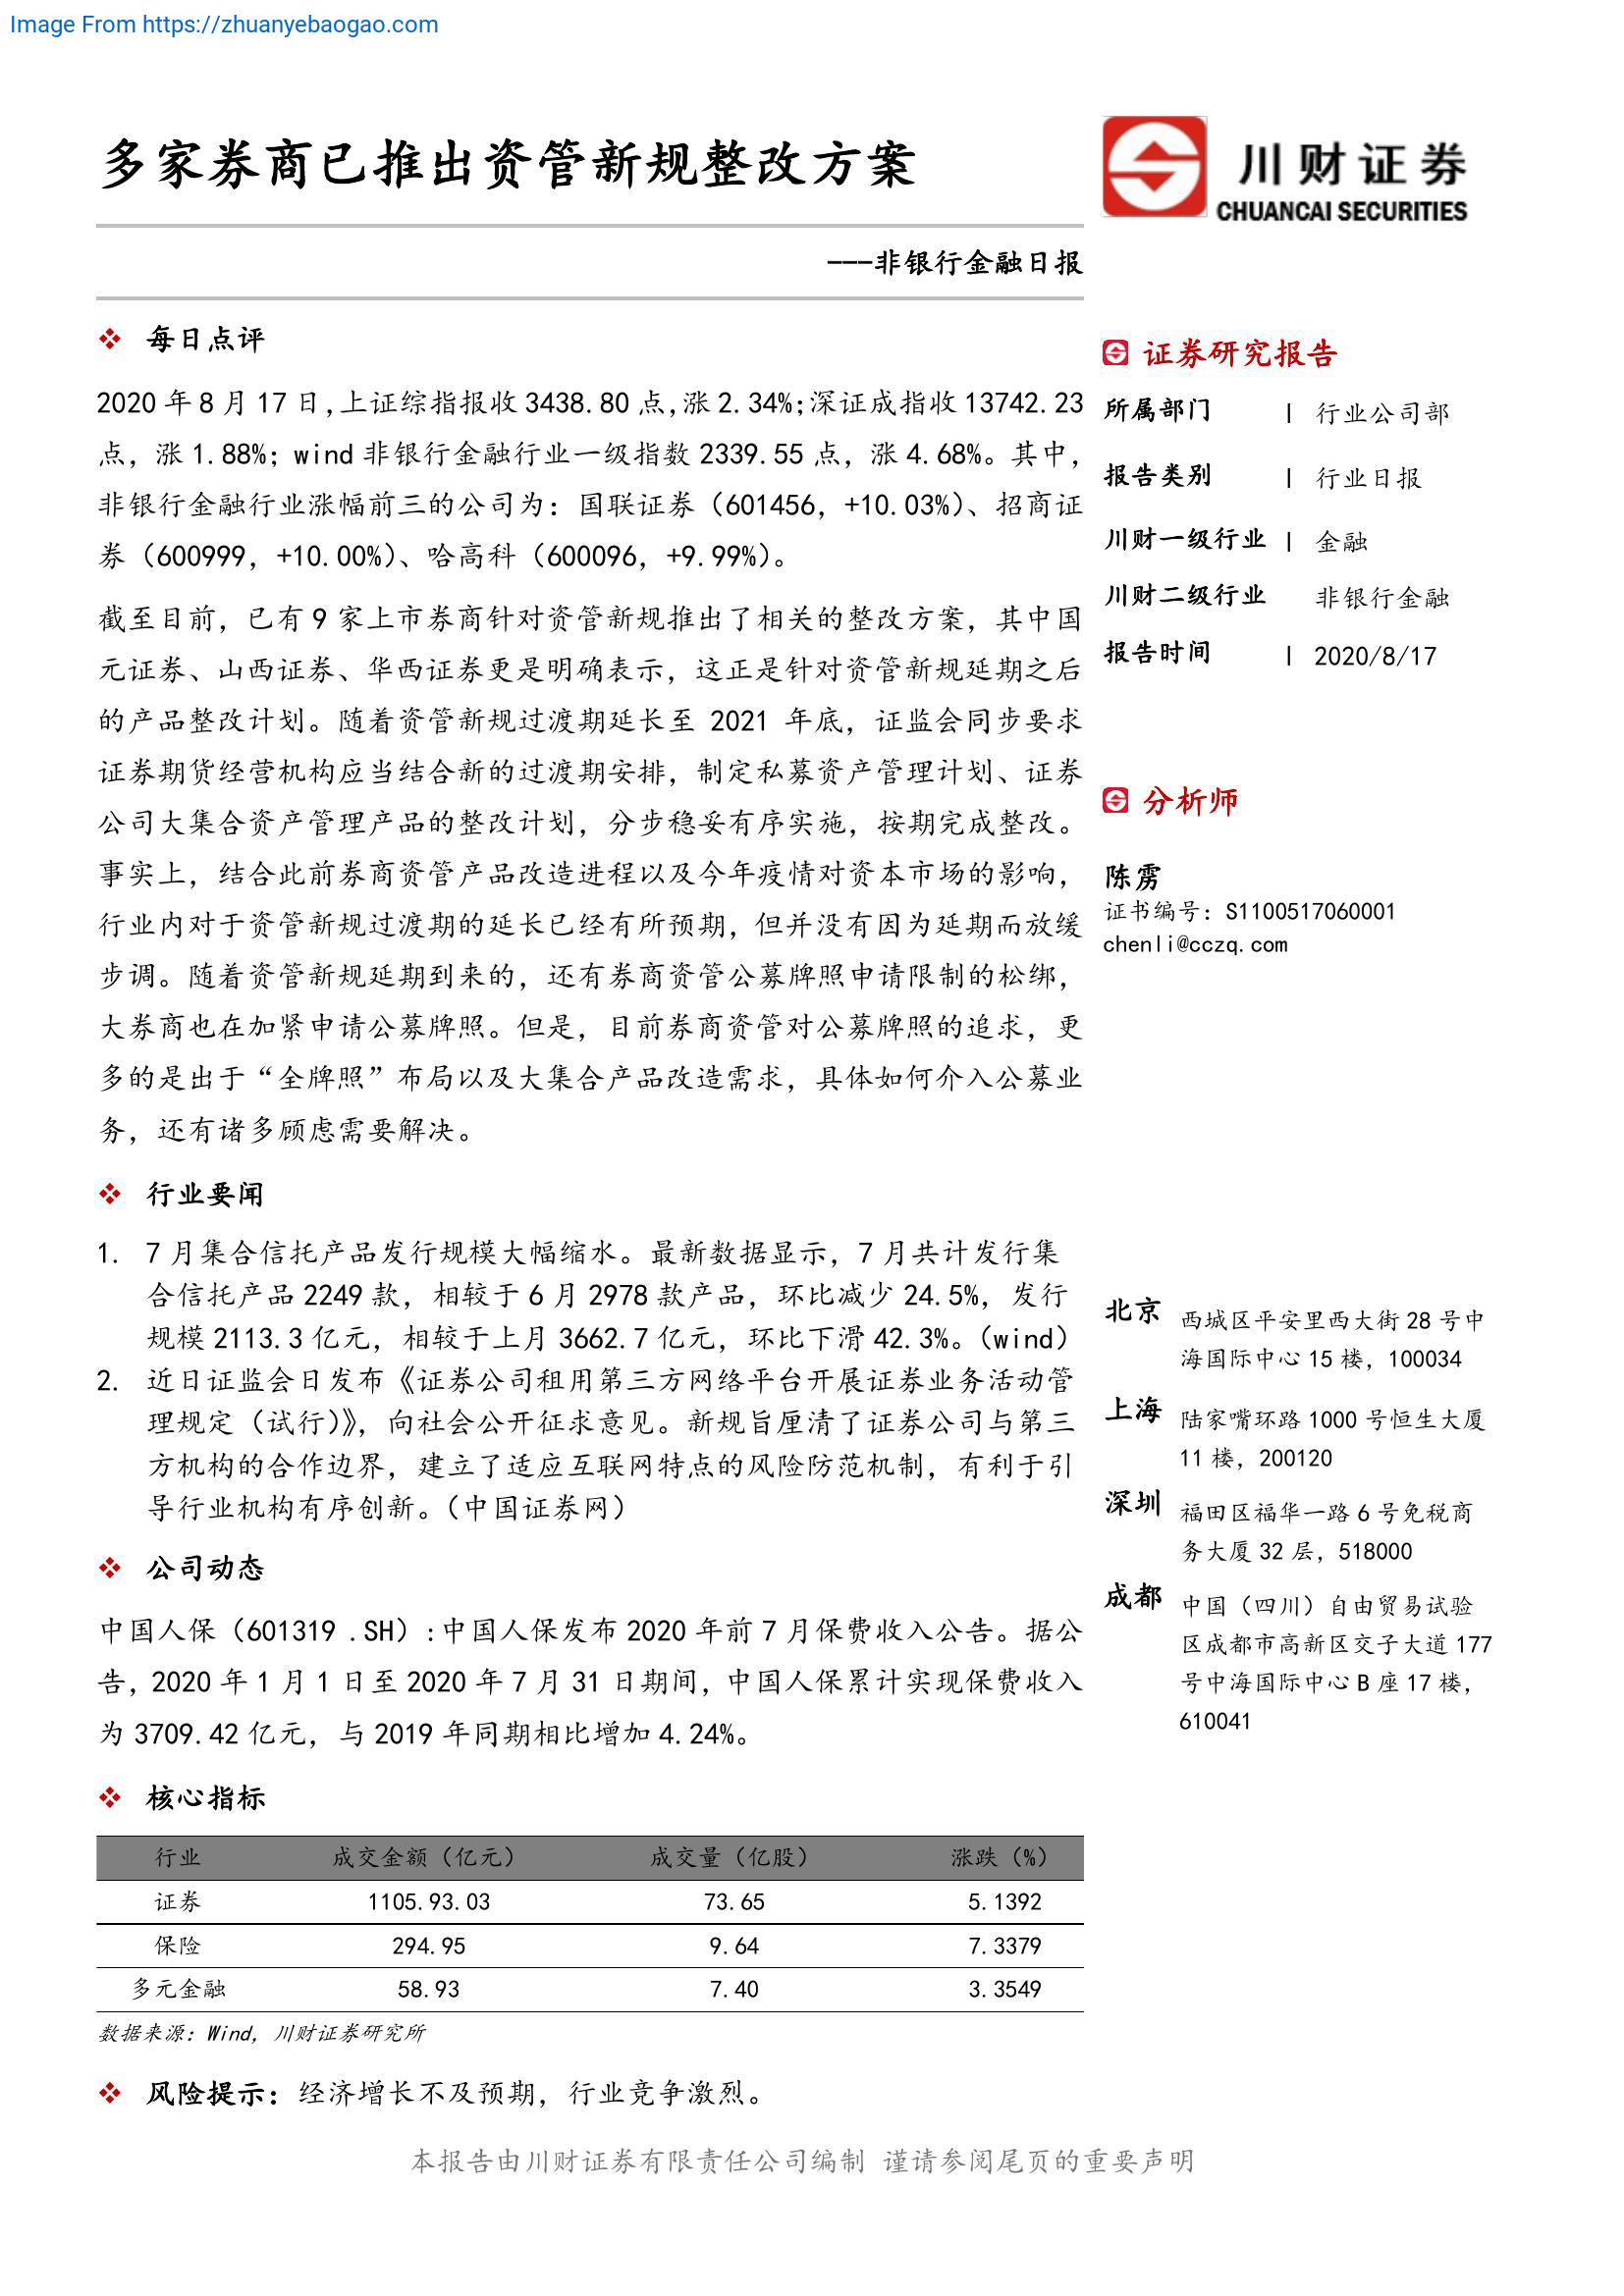 Image From https://zhuanyebaogao.com
多家券商已推出资管新规整改方案
川财证券
CHUANCAI SECURITIES
---非银行金融日报
每日点评
2020 年 8 月 17 日,上证综指报收 3438.80 点,涨 2.34%;深证成指收 13742.23
点，涨 1.88%；wind 非银行金融行业一级指数 2339.55 点，涨 4.68%。其中，
非银行金融行业涨幅前三的公司为：国联证券（601456，+10.03%）、招商证
券（600999，+10.00%）、哈高科（600096，+9.99%）。
截至目前，已有 9 家上市券商针对资管新规推出了相关的整改方案，其中国
元证券、山西证券、华西证券更是明确表示，这正是针对资管新规延期之后
的产品整改计划。随着资管新规过渡期延长至 2021 年底，证监会同步要求
证券期货经营机构应当结合新的过渡期安排，制定私募资产管理计划、证券
公司大集合资产管理产品的整改计划，分步稳妥有序实施，按期完成整改。
事实上，结合此前券商资管产品改造进程以及今年疫情对资本市场的影响，
行业内对于资管新规过渡期的延长已经有所预期，但并没有因为延期而放缓
步调。随着资管新规延期到来的，还有券商资管公募牌照申请限制的松绑，
大券商也在加紧申请公募牌照。但是，目前券商资管对公募牌照的追求，更
多的是出于“全牌照”布局以及大集合产品改造需求，具体如何介入公募业
务，还有诸多顾虑需要解决。
行业要闻
1. 7 月集合信托产品发行规模大幅缩水。最新数据显示，7 月共计发行集
合信托产品 2249 款，相较于 6 月 2978 款产品，环比减少 24.5%，发行
规模 2113.3 亿元，相较于上月 3662.7 亿元，环比下滑 42.3%。（wind）
2. 近日证监会日发布《证券公司租用第三方网络平台开展证券业务活动管
理规定（试行）》，向社会公开征求意见。新规旨厘清了证券公司与第三
方机构的合作边界，建立了适应互联网特点的风险防范机制，有利于引
导行业机构有序创新。（中国证券网）
公司动态
中国人保（601319 .SH）:中国人保发布 2020 年前 7 月保费收入公告。据公
告，2020 年 1 月 1 日至 2020 年 7 月 31 日期间，中国人保累计实现保费收入
为 3709.42 亿元，与 2019 年同期相比增加 4.24%。
核心指标
行业 成交金额（亿元） 成交量（亿股） 涨跌（%）
证券 1105.93.03 73.65 5.1392
保险 294.95 9.64 7.3379
多元金融 58.93 7.40 3.3549
数据来源：Wind，川财证券研究所
风险提示：经济增长不及预期，行业竞争激烈。
证券研究报告
所属部门 | 行业公司部
报告类别 | 行业日报
川财一级行业 | 金融
川财二级行业 非银行金融
报告时间 | 2020/8/17
分析师
陈雳
证书编号：S1100517060001
chenli@cczq.com
北京 西城区平安里西大街 28 号中
海国际中心 15 楼，100034
上海 陆家嘴环路 1000 号恒生大厦
11 楼，200120
深圳 福田区福华一路 6 号免税商
务大厦 32 层，518000
成都 中国（四川）自由贸易试验
区成都市高新区交子大道 177
号中海国际中心 B 座 17 楼，
610041
本报告由川财证券有限责任公司编制 谨请参阅尾页的重要声明